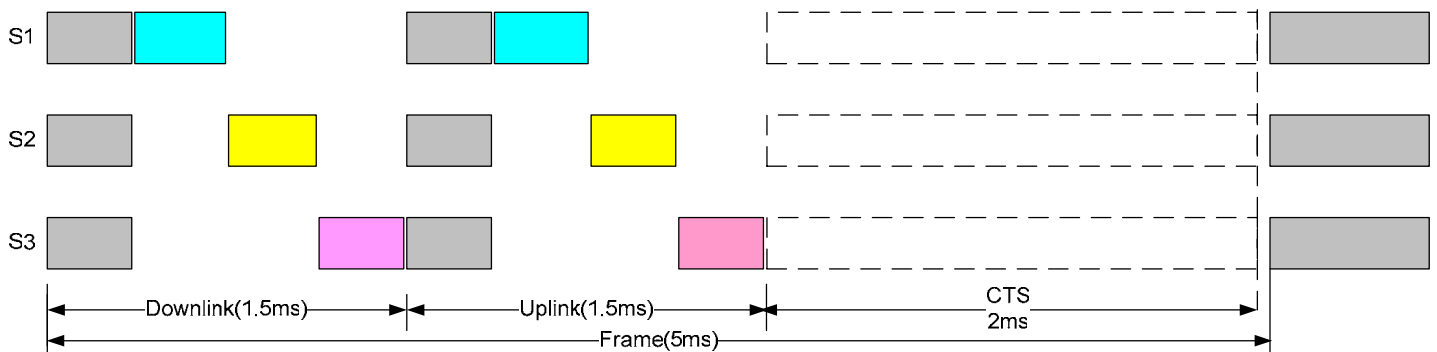 S1
S2
S3
Downlink(1.5ms)
Uplink(1.5ms)
CTS
2ms
Frame(5ms)